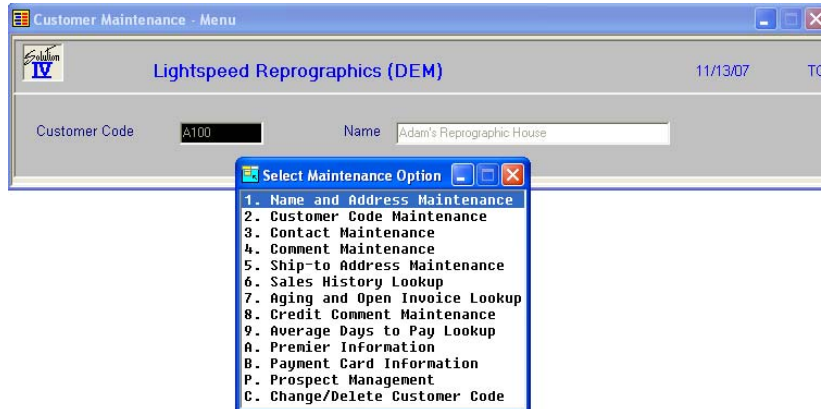 Customer Maintenance - Menu
Solution IV
Lightspeed Reprographics (DEM) 11/13/07
Customer Code A100 Name Adam's Reprographic House
Select Maintenance Option
1. Name and Address Maintenance
2. Customer Code Maintenance
3. Contact Maintenance
4. Comment Maintenance
5. Ship-to Address Maintenance
6. Sales History Lookup
7. Aging and Open Invoice Lookup
8. Credit Comment Maintenance
9. Average Days to Pay Lookup
A. Premier Information
B. Payment Card Information
P. Prospect Management
C. Change/Delete Customer Code